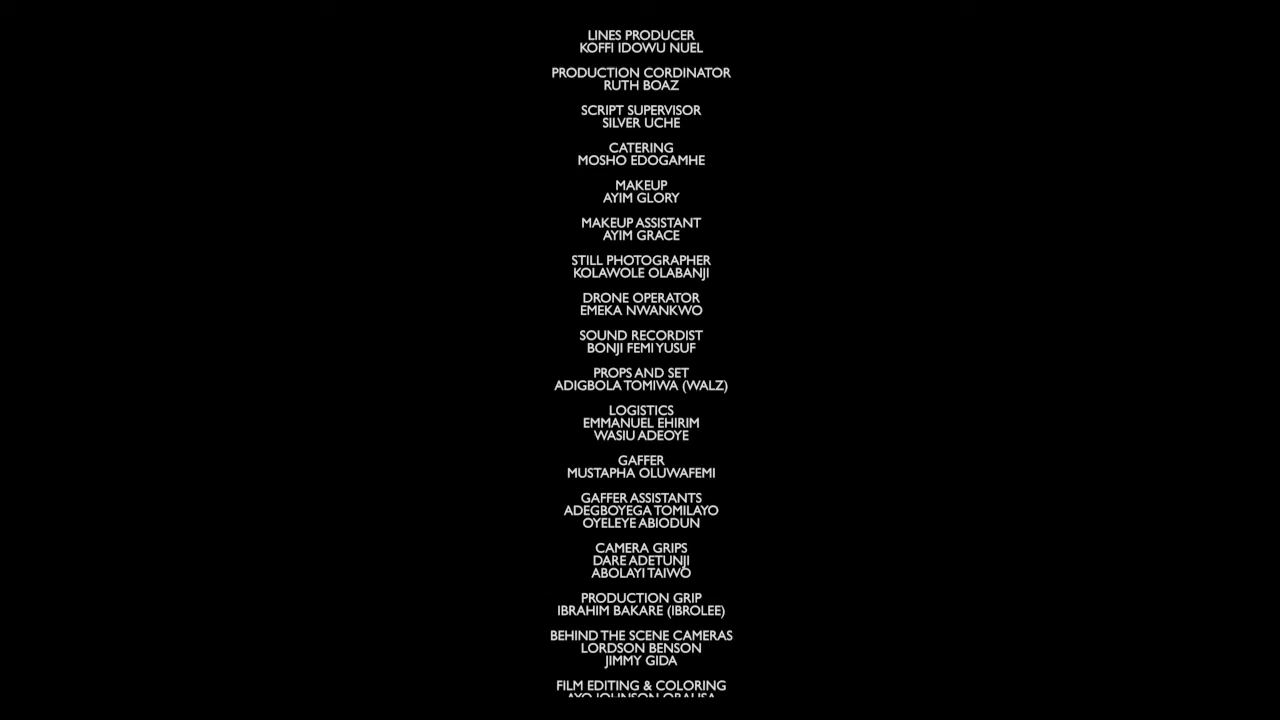 LINES PRODUCER
KOFFI IDOWU NUEL
PRODUCTION CORDINATOR
RUTH BOAZ
SCRIPT SUPERVISOR
SILVER UCHE
CATERING
MOSHO EDOGAMHE
MAKEUP
AYIM GLORY
MAKEUP ASSISTANT
AYIM GRACE
STILL PHOTOGRAPHER
KOLAWOLE OLABANJI
DRONE OPERATOR
EMEKA NWANKWO
SOUND RECORDIST
BONJI FEMI YUSUF
PROPS AND SET
ADIGBOLA TOMIWA (WALZ)
LOGISTICS
EMMANUEL EHIRIM
WASIU ADEOYE
GAFFER
MUSTAPHA OLUWAFEMI
GAFFER ASSISTANTS
ADEGBOYEGA TOMILAYO
OYELEYE ABIODUN
CAMERA GRIPS
DARE ADETUNJI
ABOLAYI TAIWO
PRODUCTION GRIP
IBRAHIM BAKARE (IBROLEE)
BEHIND THE SCENE CAMERAS
LORDSON BENSON
JIMMY GIDA
FILM EDITING & COLORING
AYO JOHNSON